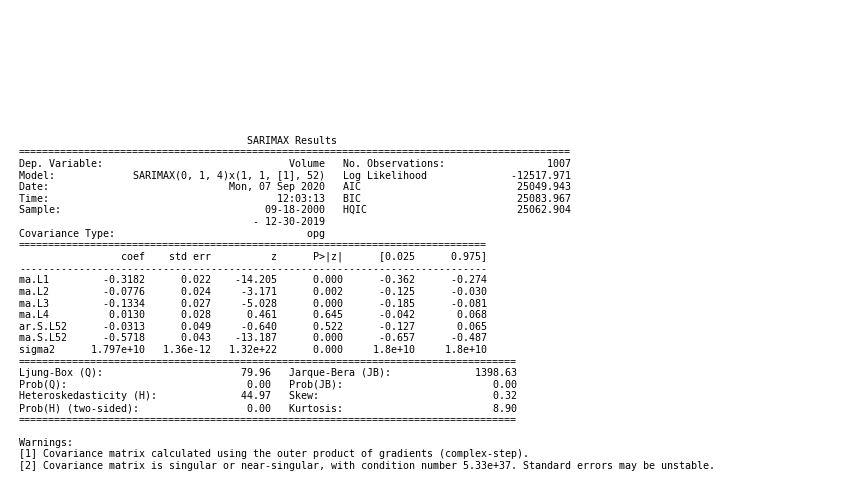 SARIMAX Results
==========================================================================================
Dep. Variable:                               Volume   No. Observations:                 1007
Model:             SARIMAX(0, 1, 4)x(1, 1, [1], 52)   Log Likelihood              -12517.971
Date:                              Mon, 07 Sep 2020   AIC                          25049.943
Time:                                      12:03:13   BIC                          25083.967
Sample:                                  09-18-2000   HQIC                         25062.904
- 12-30-2019
Covariance Type:                                opg
==============================================================================
coef    std err          z      P>|z|      [0.025      0.975]
------------------------------------------------------------------------------
ma.L1         -0.3182      0.022    -14.205      0.000      -0.362      -0.274
ma.L2         -0.0776      0.024     -3.171      0.002      -0.125      -0.030
ma.L3         -0.1334      0.027     -5.028      0.000      -0.185      -0.081
ma.L4          0.0130      0.028      0.461      0.645      -0.042       0.068
ar.S.L52      -0.0313      0.049     -0.640      0.522      -0.127       0.065
ma.S.L52      -0.5718      0.043    -13.187      0.000      -0.657      -0.487
sigma2      1.797e+10   1.36e-12   1.32e+22      0.000     1.8e+10     1.8e+10
===================================================================================
Ljung-Box (Q):                       79.96   Jarque-Bera (JB):              1398.63
Prob(Q):                              0.00   Prob(JB):                         0.00
Heteroskedasticity (H):              44.97   Skew:                             0.32
Prob(H) (two-sided):                  0.00   Kurtosis:                         8.90
===================================================================================
Warnings:
[1] Covariance matrix calculated using the outer product of gradients (complex-step).
[2] Covariance matrix is singular or near-singular, with condition number 5.33e+37. Standard errors may be unstable.